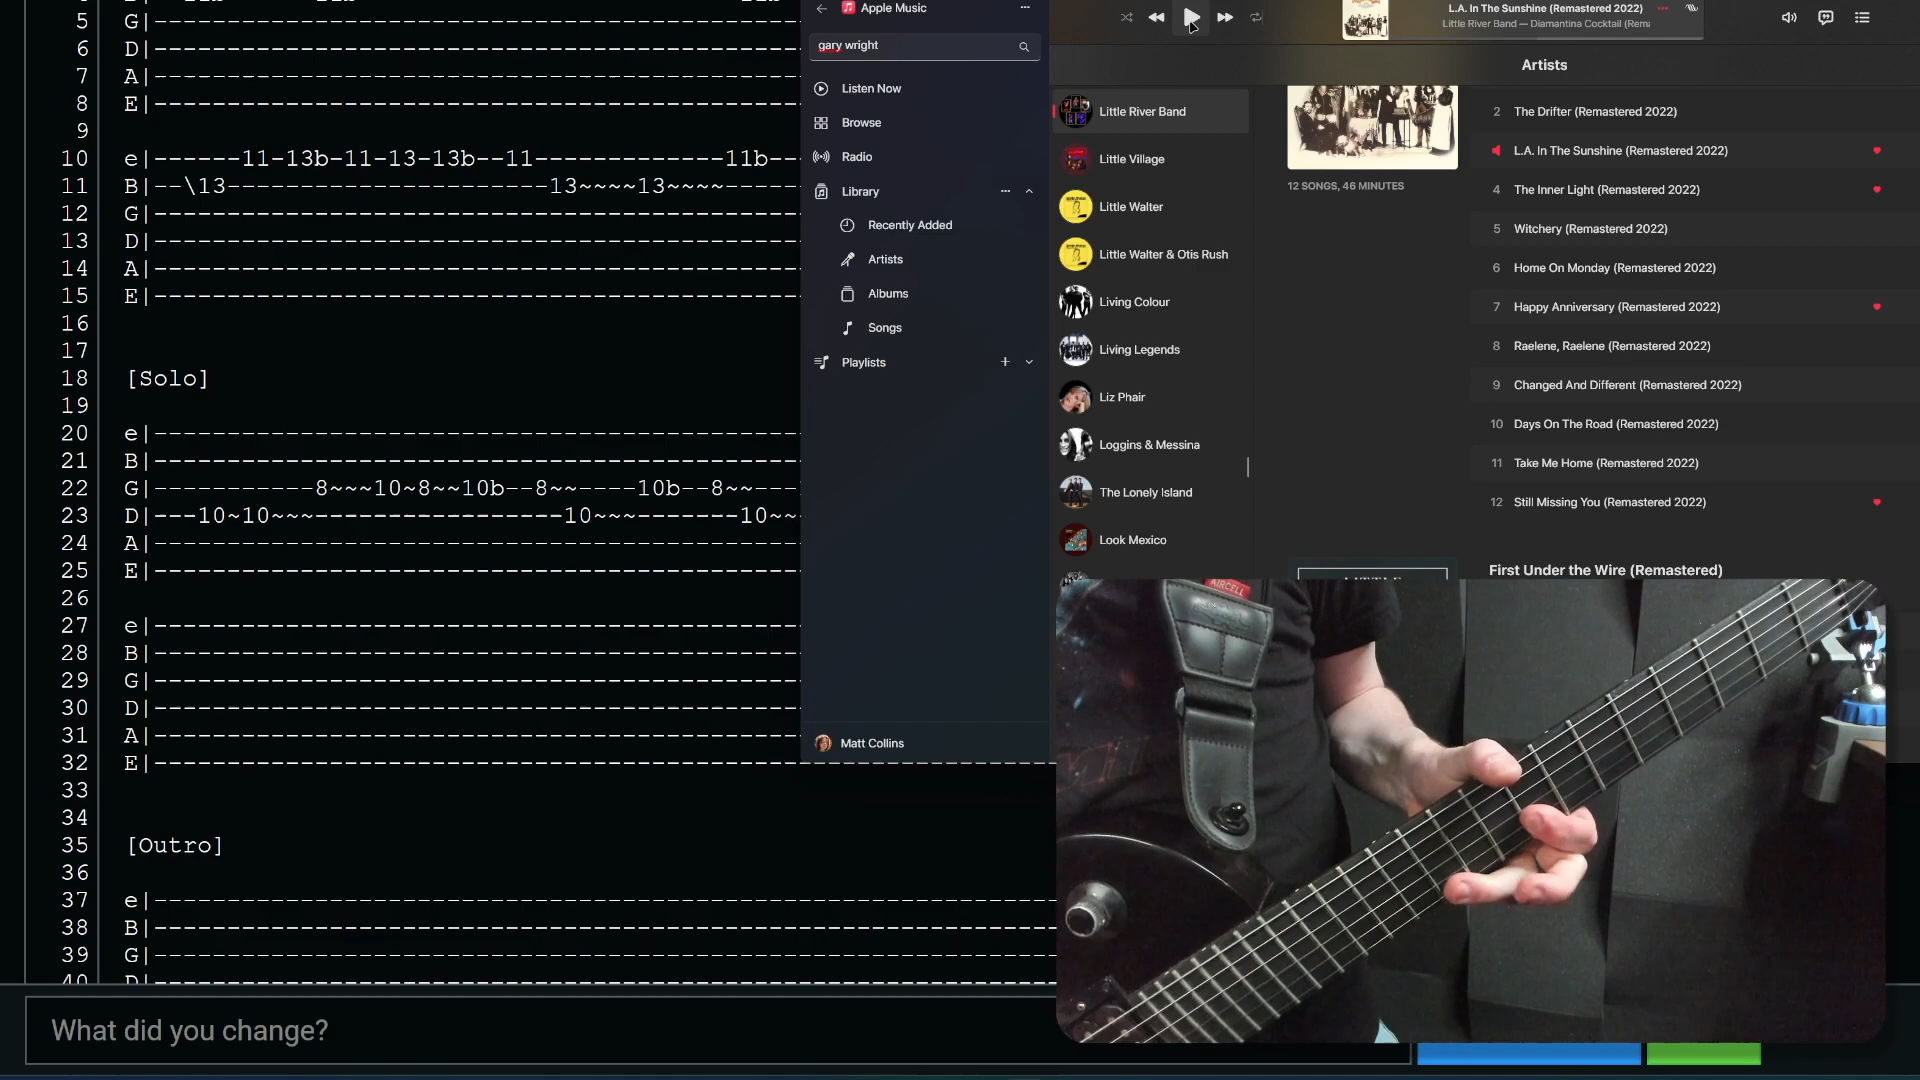 5 G|--------------------------------------------
6 D|--------------------------------------------
7 A|--------------------------------------------
8 E|--------------------------------------------
9
10 e|------11-13b-11-13-13b--11-------------11b--
11 B|--\13----------------------13~~~~13~~~~-----
12 G|--------------------------------------------
13 D|--------------------------------------------
14 A|--------------------------------------------
15 E|--------------------------------------------
16
17
18 [Solo]
19
20 e|--------------------------------------------
21 B|--------------------------------------------
22 G|-----------8~~~10~8~~10b--8~~----10b--8~~---
23 D|---10~10~~~-----------------10~~~-------10~~
24 A|--------------------------------------------
25 E|--------------------------------------------
26
27 e|--------------------------------------------
28 B|--------------------------------------------
29 G|--------------------------------------------
30 D|--------------------------------------------
31 A|--------------------------------------------
32 E|--------------------------------------------
33
34
35 [Outro]
36
37 e|--------------------------------------------------------------
38 B|--------------------------------------------------------------
39 G|--------------------------------------------------------------
40 D|--------------------------------------------------------------
What did you change?
Apple Music
gary wright
Listen Now
Browse
Radio
Library
Recently Added
Artists
Albums
Songs
Playlists
Matt Collins
L.A. In The Sunshine (Remastered 2022)
Little River Band — Diamantina Cocktail (Rema
Artists
Little River Band
Little Village
Little Walter
Little Walter & Otis Rush
Living Colour
Living Legends
Liz Phair
Loggins & Messina
The Lonely Island
Look Mexico
12 SONGS, 46 MINUTES
2 The Drifter (Remastered 2022)
L.A. In The Sunshine (Remastered 2022)
4 The Inner Light (Remastered 2022)
5 Witchery (Remastered 2022)
6 Home On Monday (Remastered 2022)
7 Happy Anniversary (Remastered 2022)
8 Raelene, Raelene (Remastered 2022)
9 Changed And Different (Remastered 2022)
10 Days On The Road (Remastered 2022)
11 Take Me Home (Remastered 2022)
12 Still Missing You (Remastered 2022)
First Under the Wire (Remastered)
AIRCELL